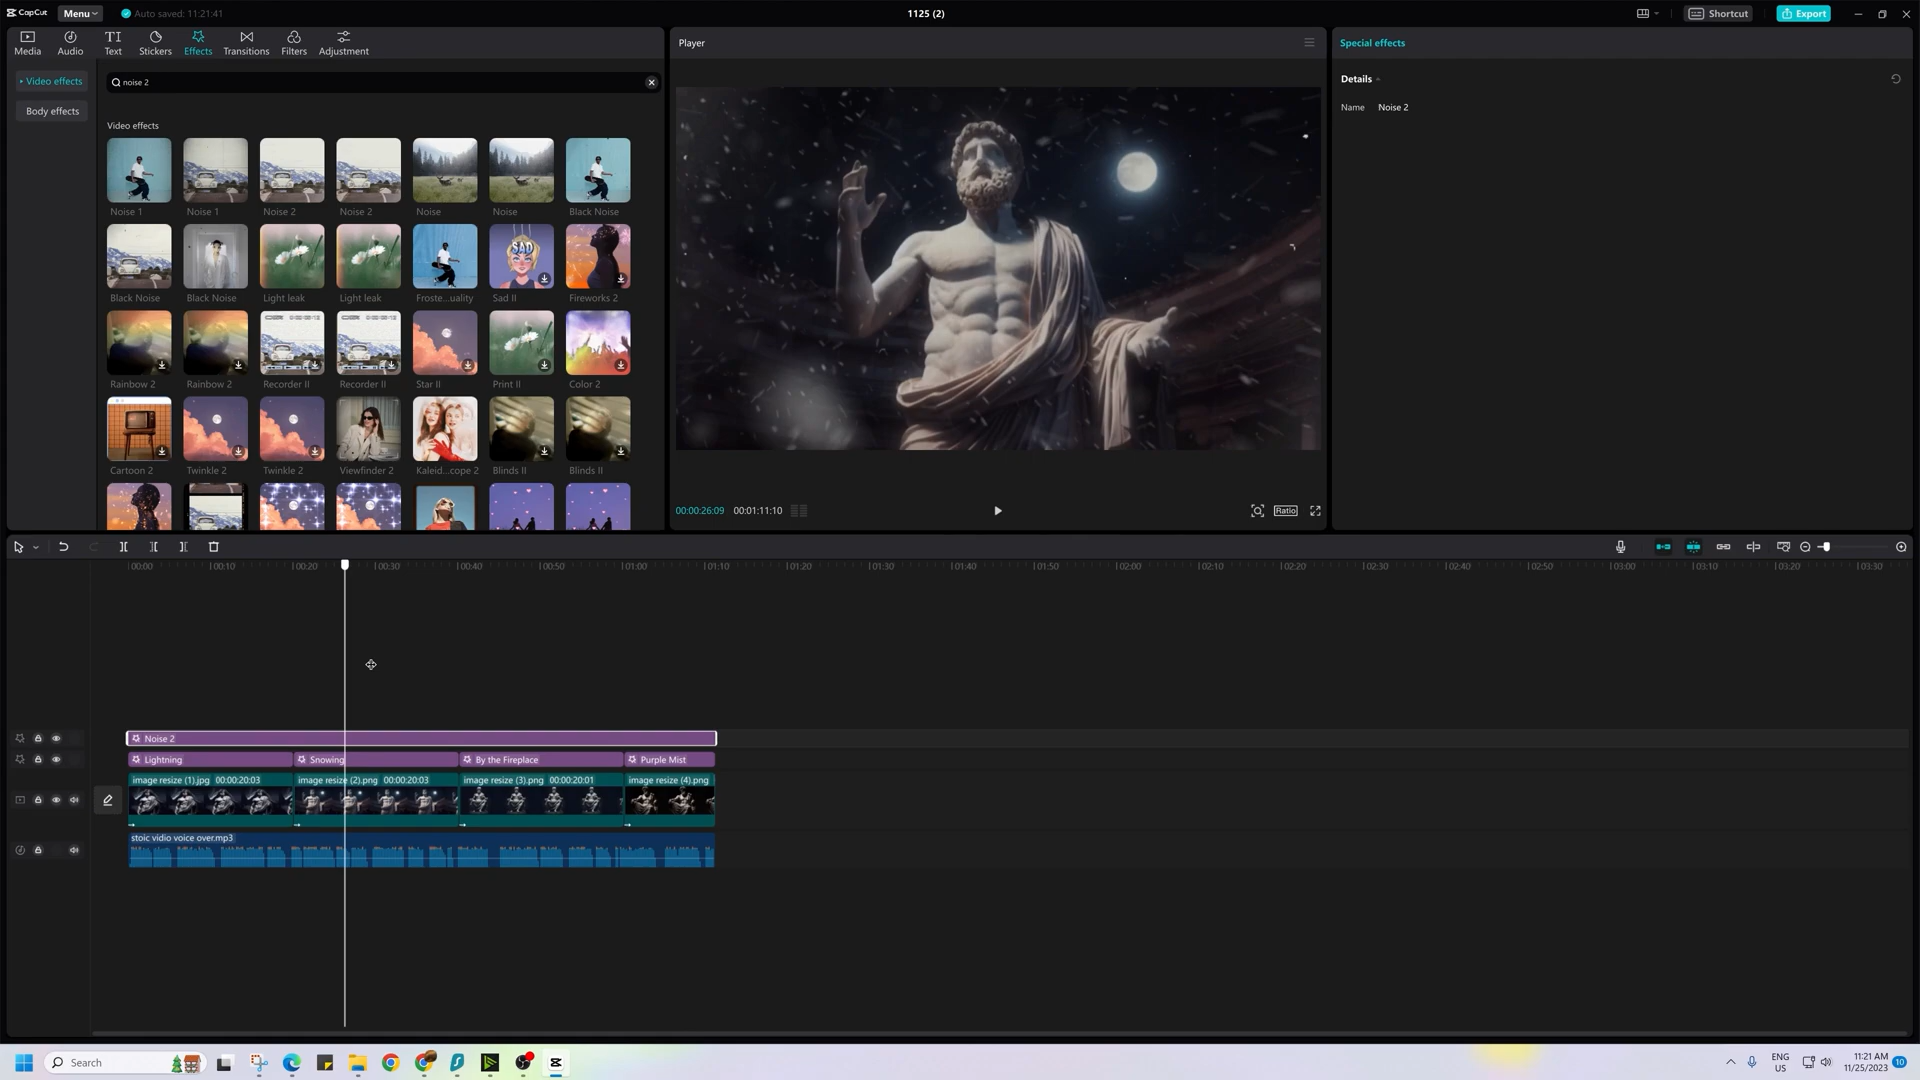 CapCut
Menu
Auto saved: 11:21:41
1125 (2)
Shortcut
Export
Media
Audio
Text
Stickers
Effects
Transitions
Filters
Adjustment
Player
Special effects
Video effects
Body effects
noise 2
Video effects
Noise 1
Noise 1
Noise 2
Noise 2
Noise
Noise
Black Noise
Black Noise
Black Noise
Light leak
Light leak
Froste...uality
SAD
Sad II
Fireworks 2
Rainbow 2
Rainbow 2
Recorder II
Recorder II
Star II
Print II
Color 2
Cartoon 2
Twinkle 2
Twinkle 2
Viewfinder 2
Kaleid...cope 2
Blinds II
Blinds II
Details
Name Noise 2
00:00:26:09 00:01:11:10
Ratio
00:00 00:10 00:20 00:30 00:40 00:50 01:00 01:10 01:20 01:30 01:40 01:50 02:00 02:10 02:20 02:30 02:40 02:50 03:00 03:10 03:20 03:30
Noise 2
Lightning Snowing By the Fireplace Purple Mist
image resize (1).jpg 00:00:20:03 image resize (2).png 00:00:20:03 image resize (3).png 00:00:20:01 image resize (4).png
stoic vidio voice over.mp3
Search
ENG
US
11:21 AM
11/25/2023
10